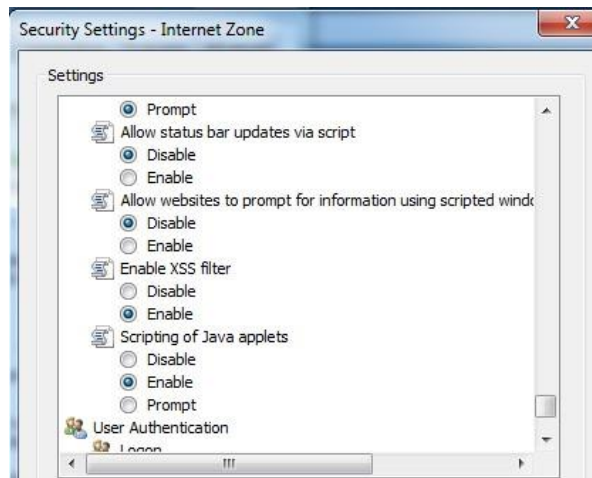 Security Settings - Internet Zone
Settings
Prompt
Allow status bar updates via script
Disable
Enable
Allow websites to prompt for information using scripted windo
Disable
Enable
Enable XSS filter
Disable
Enable
Scripting of Java applets
Disable
Enable
Prompt
User Authentication
Logon